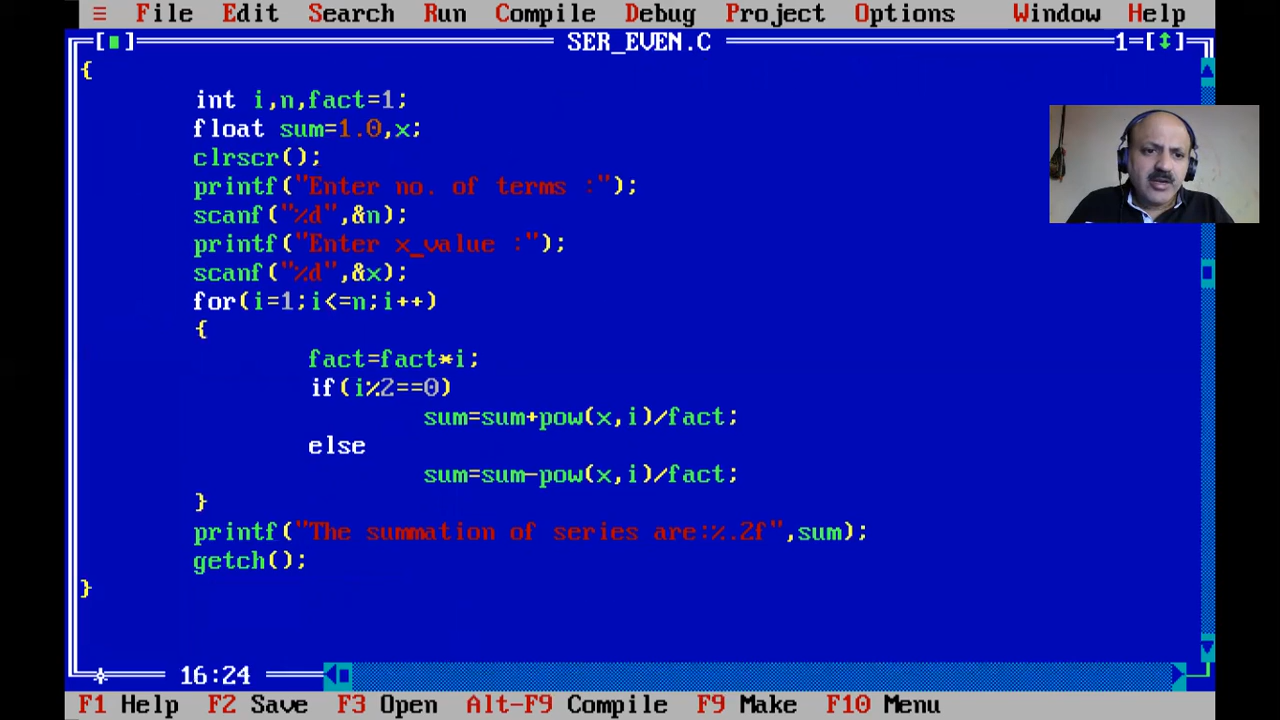 ≡ File Edit Search Run Compile Debug Project Options Window Help
[■] SER_EVEN.C 1=[↕]
{
int i,n,fact=1;
float sum=1.0,x;
clrscr();
printf("Enter no. of terms :");
scanf("%d",&n);
printf("Enter x_value :");
scanf("%d",&x);
for(i=1;i<=n;i++)
{
fact=fact*i;
if(i%2==0)
sum=sum+pow(x,i)/fact;
else
sum=sum-pow(x,i)/fact;
}
printf("The summation of series are:%.2f",sum);
getch();
}
16:24
F1 Help F2 Save F3 Open Alt-F9 Compile F9 Make F10 Menu